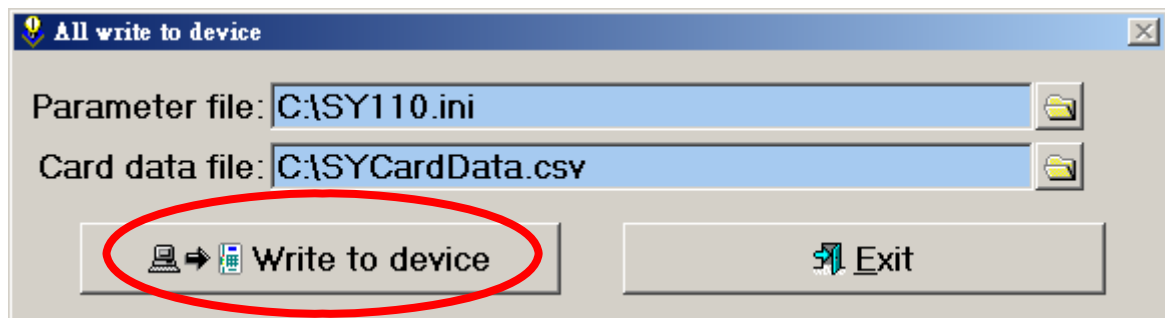 All write to device
Parameter file: C:\SY110.ini
Card data file: C:\SYCardData.csv
Write to device Exit